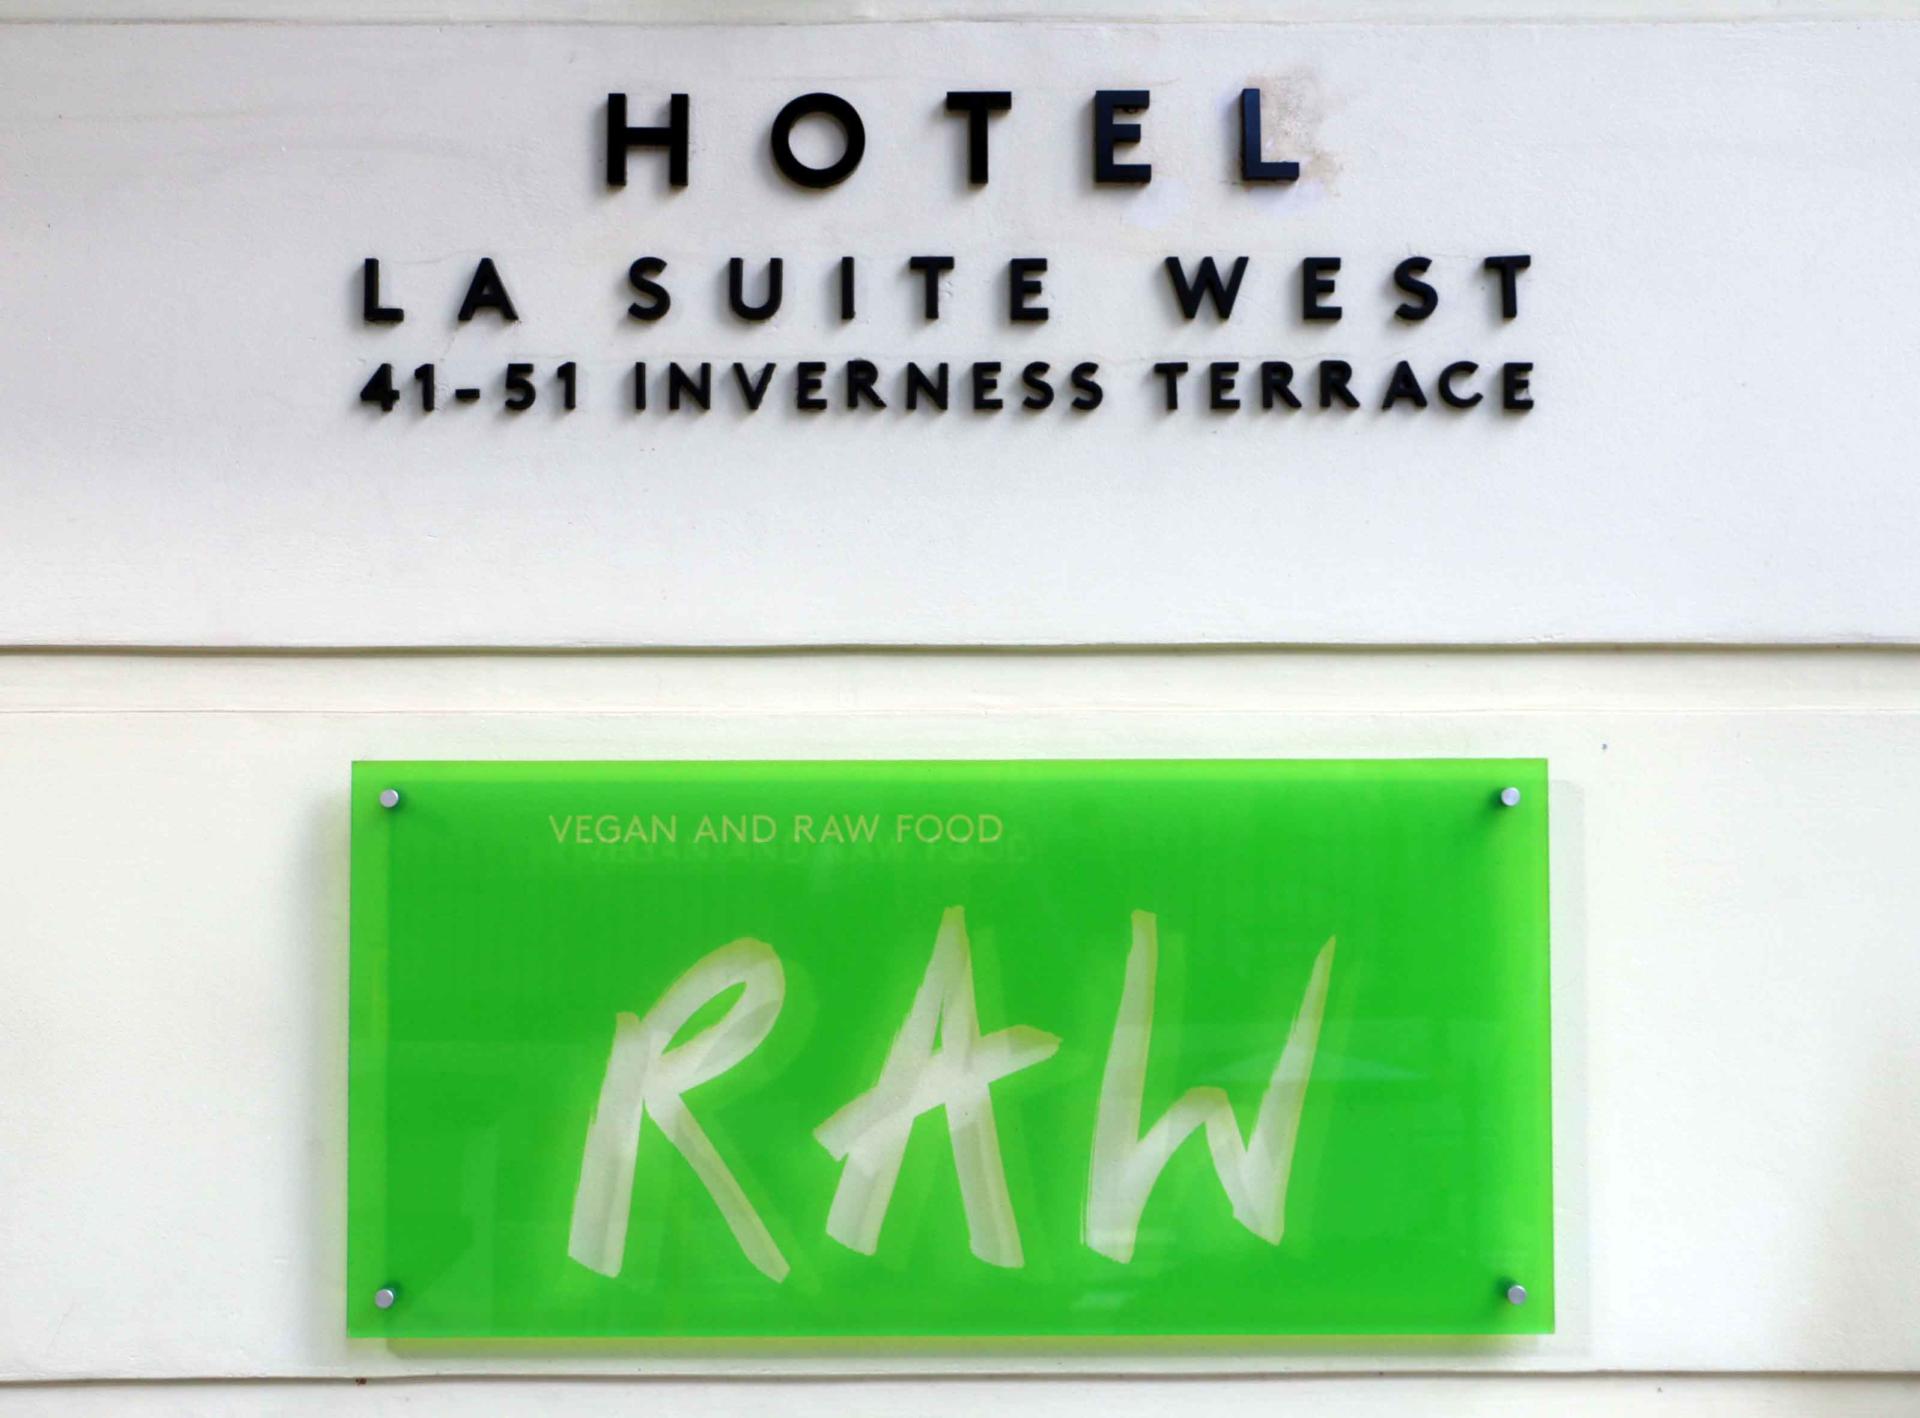 HOTEL
LA SUITE WEST
41-51 INVERNESS TERRACE
VEGAN AND RAW FOOD
RAW